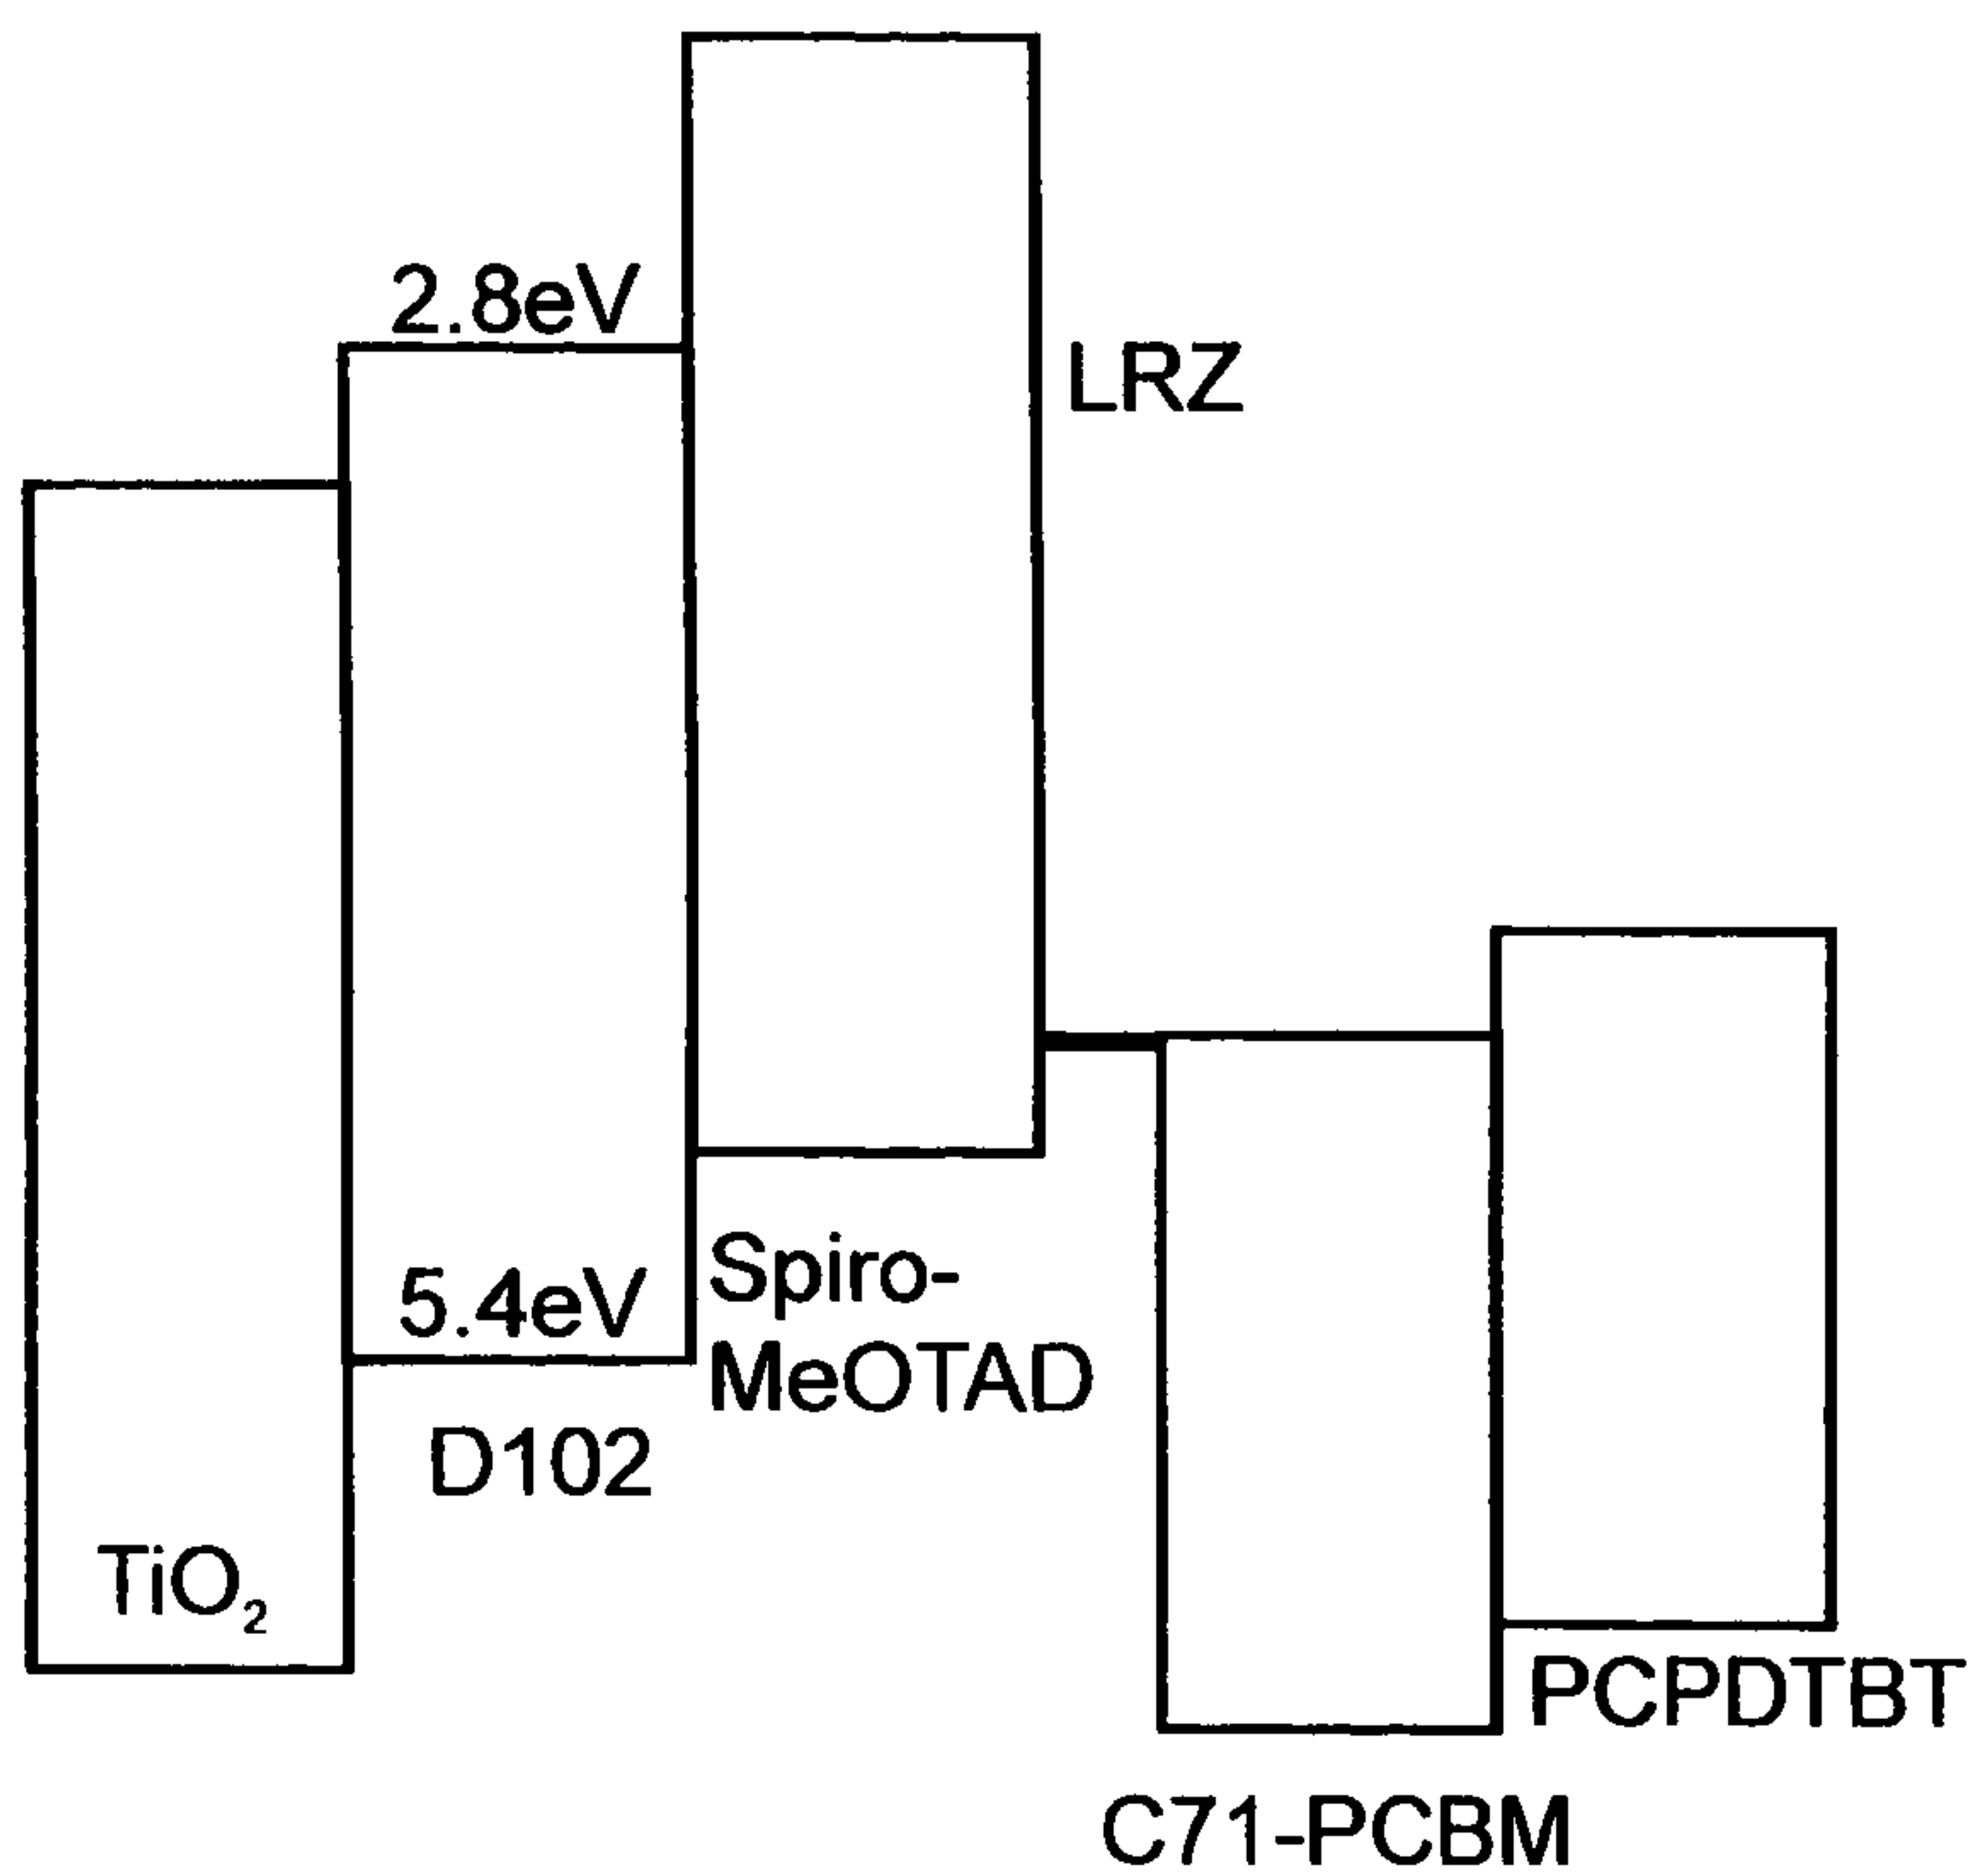 2.8eV
LRZ
5.4eV
Spiro-
MeOTAD
D102
TiO₂
PCPDTBT
C71-PCBM